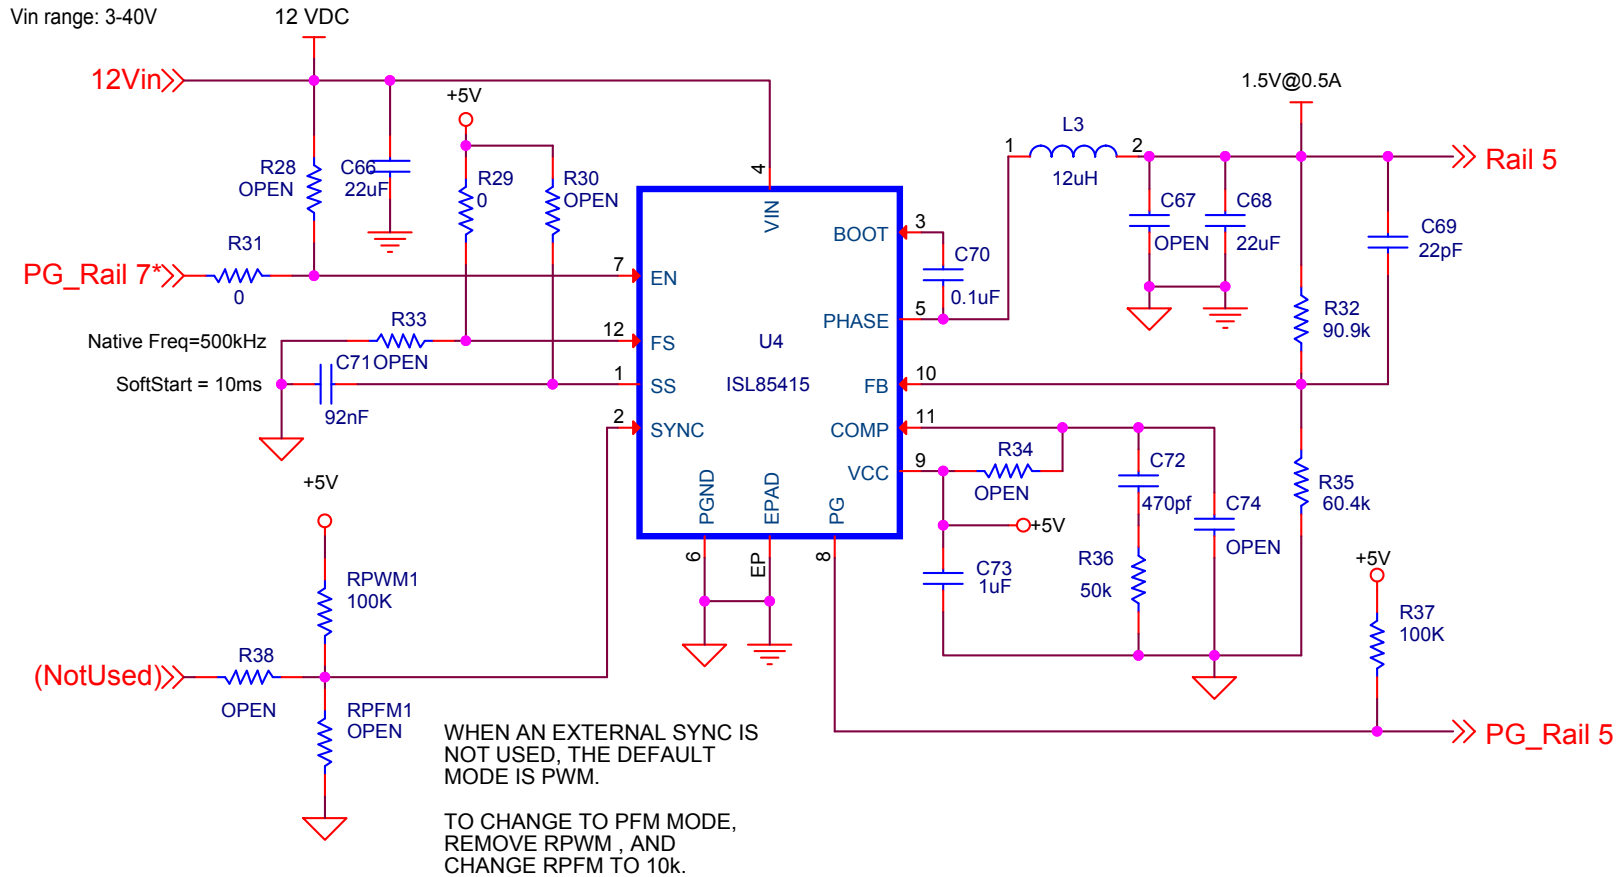 Vin range: 3-40V
12 VDC
12Vin
+5V
1.5V@0.5A
L3
1
2
12uH
Rail 5
R28
OPEN
C66
22uF
R29
0
R30
OPEN
4
VIN
C67
OPEN
C68
22uF
C69
22pF
BOOT
3
C70
0.1uF
R31
0
PG_Rail 7*
7
EN
PHASE
5
R32
90.9k
Native Freq=500kHz
R33
OPEN
12
FS
U4
ISL85415
SoftStart = 10ms
C71
92nF
1
SS
FB
10
2
SYNC
COMP
11
VCC
9
R34
OPEN
C72
470pf
C74
OPEN
R35
60.4k
+5V
PGND
EPAD
PG
6
EP
8
+5V
C73
1uF
R36
50k
+5V
R37
100K
RPWM1
100K
(NotUsed)
R38
OPEN
RPFM1
OPEN
PG_Rail 5
WHEN AN EXTERNAL SYNC IS
NOT USED, THE DEFAULT
MODE IS PWM.
TO CHANGE TO PFM MODE,
REMOVE RPWM , AND
CHANGE RPFM TO 10k.